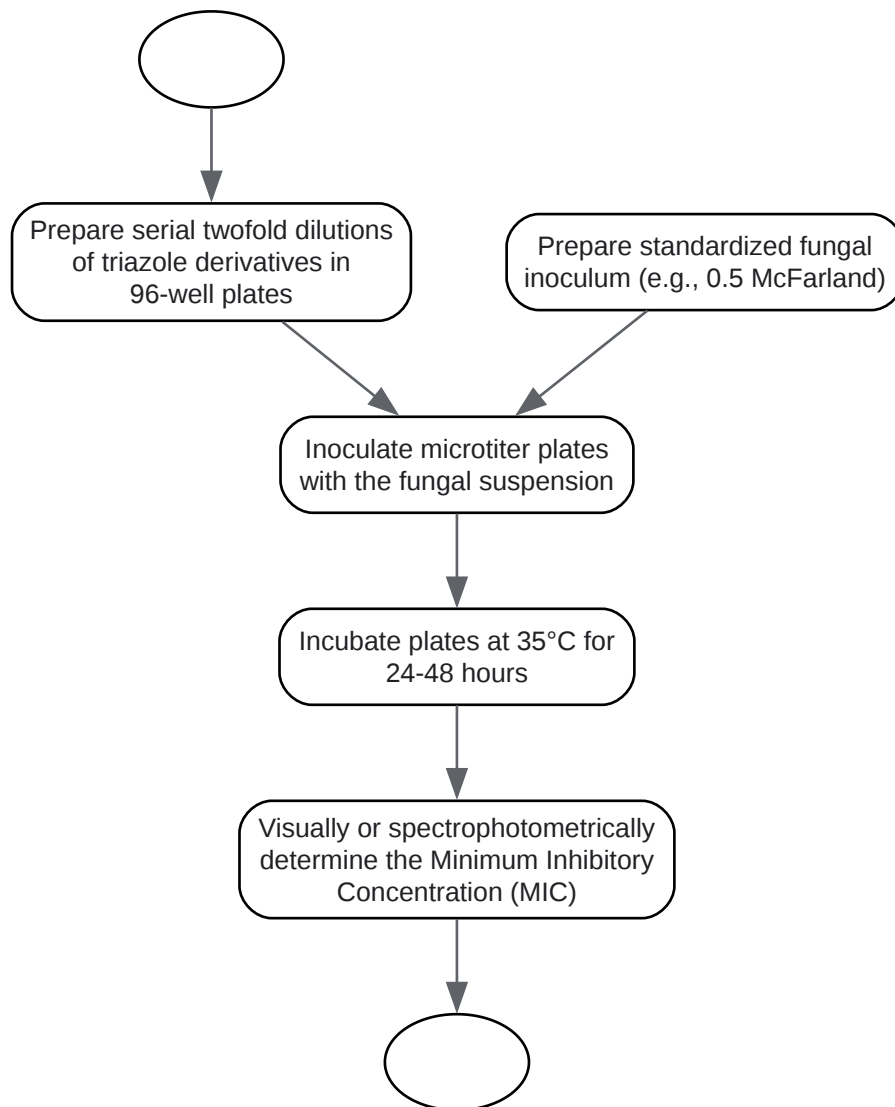 Prepare serial twofold dilutions
of triazole derivatives in
96-well plates
Prepare standardized fungal
inoculum (e.g., 0.5 McFarland)
Inoculate microtiter plates
with the fungal suspension
Incubate plates at 35°C for
24-48 hours
Visually or spectrophotometrically
determine the Minimum Inhibitory
Concentration (MIC)